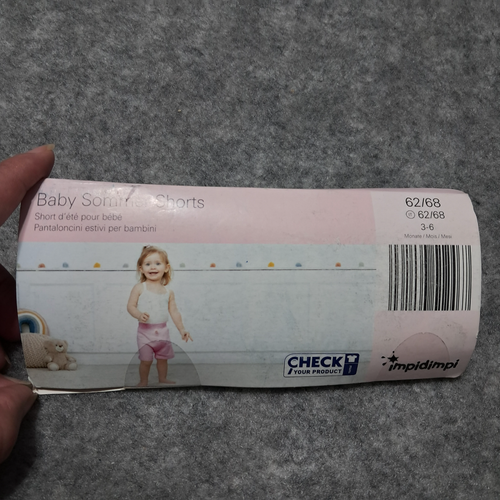 Baby Sommer Shorts
Short d'été pour bébé
Pantaloncini estivi per bambini
62/68
62/68
3-6
Monate / Mois / Mesi
CHECK
YOUR PRODUCT
impidimpi